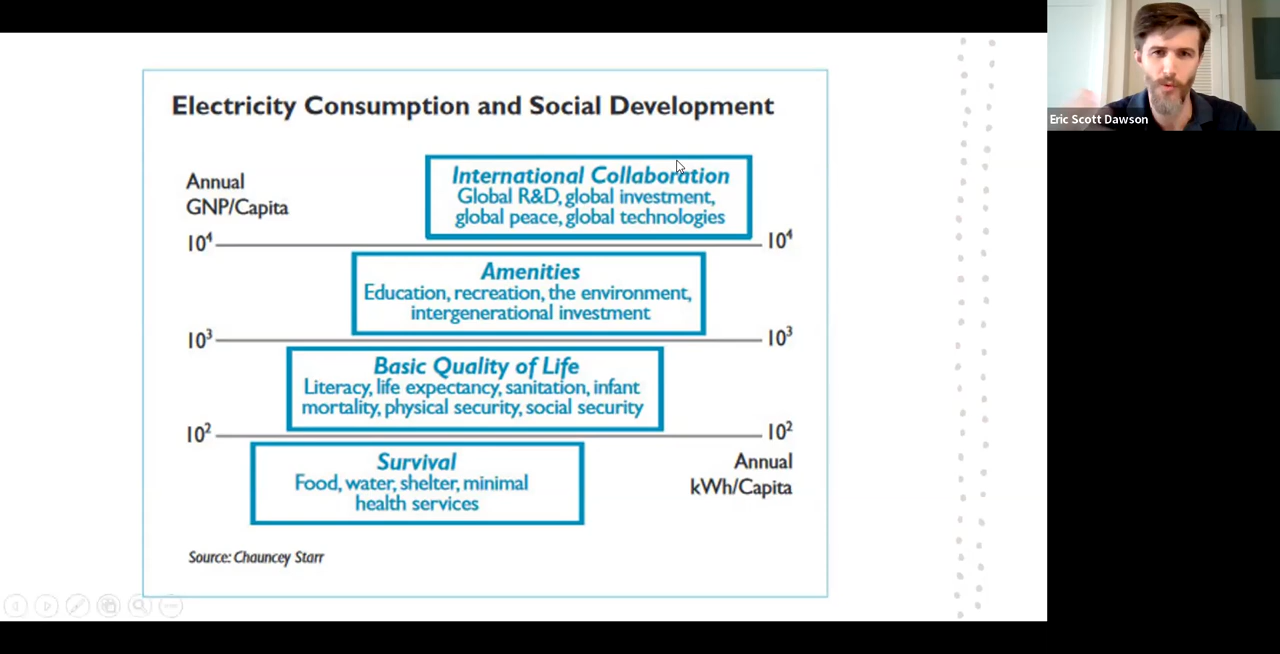 Electricity Consumption and Social Development
Annual
GNP/Capita
International Collaboration
Global R&D, global investment,
global peace, global technologies
10⁴
10⁴
Amenities
Education, recreation, the environment,
intergenerational investment
10³
10³
Basic Quality of Life
Literacy, life expectancy, sanitation, infant
mortality, physical security, social security
10²
10²
Survival
Food, water, shelter, minimal
health services
Annual
kWh/Capita
Source: Chauncey Starr
Eric Scott Dawson